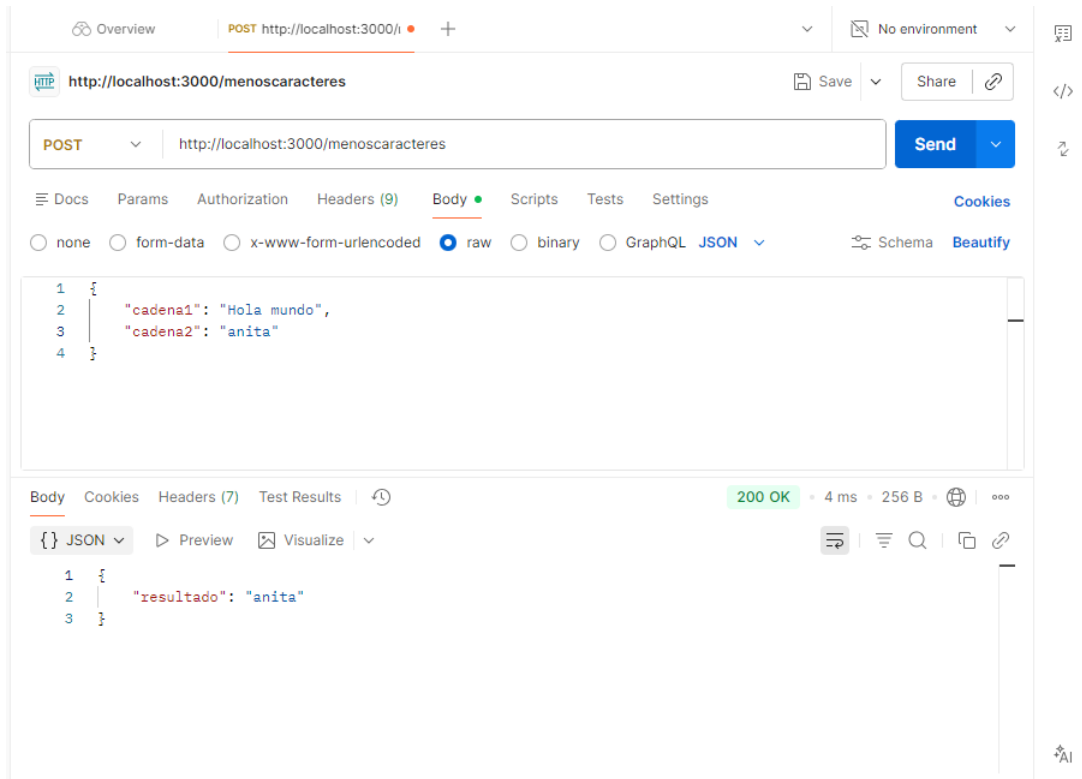 Overview
POST http://localhost:3000/
No environment
HTTP http://localhost:3000/menoscaracteres
Save
Share
POST
http://localhost:3000/menoscaracteres
Send
Docs Params Authorization Headers (9) Body Scripts Tests Settings
Cookies
none form-data x-www-form-urlencoded raw binary GraphQL JSON
Schema Beautify
1 {
2 "cadena1": "Hola mundo",
3 "cadena2": "anita"
4 }
Body Cookies Headers (7) Test Results
200 OK 4 ms 256 B
{} JSON Preview Visualize
1 {
2 "resultado": "anita"
3 }
AI